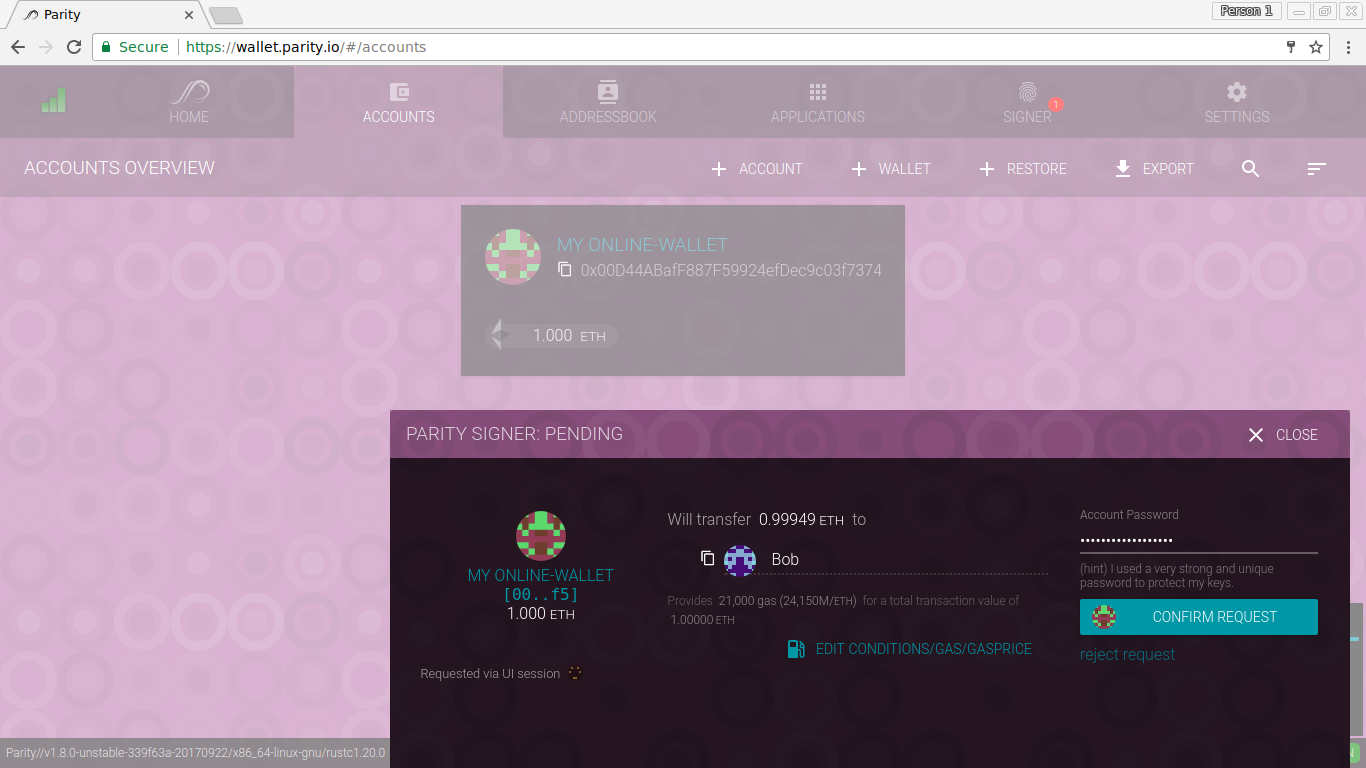 Parity
Person 1
Secure https://wallet.parity.io/#/accounts
HOME
ACCOUNTS
ADDRESSBOOK
APPLICATIONS
SIGNER
1
SETTINGS
ACCOUNTS OVERVIEW
ACCOUNT
WALLET
RESTORE
EXPORT
MY ONLINE-WALLET
0x00D44ABafF887F59924efDec9c03f7374
1.000 ETH
PARITY SIGNER: PENDING
CLOSE
MY ONLINE-WALLET
[00..f5]
1.000 ETH
Requested via UI session
Will transfer 0.99949 ETH to
Bob
Provides 21,000 gas (24,150M/ETH) for a total transaction value of
1.00000 ETH
EDIT CONDITIONS/GAS/GASPRICE
Account Password
••••••••••••••••••
(hint) I used a very strong and unique
password to protect my keys.
CONFIRM REQUEST
reject request
Parity//v1.8.0-unstable-339f63a-20170922/x86_64-linux-gnu/rustc1.20.0